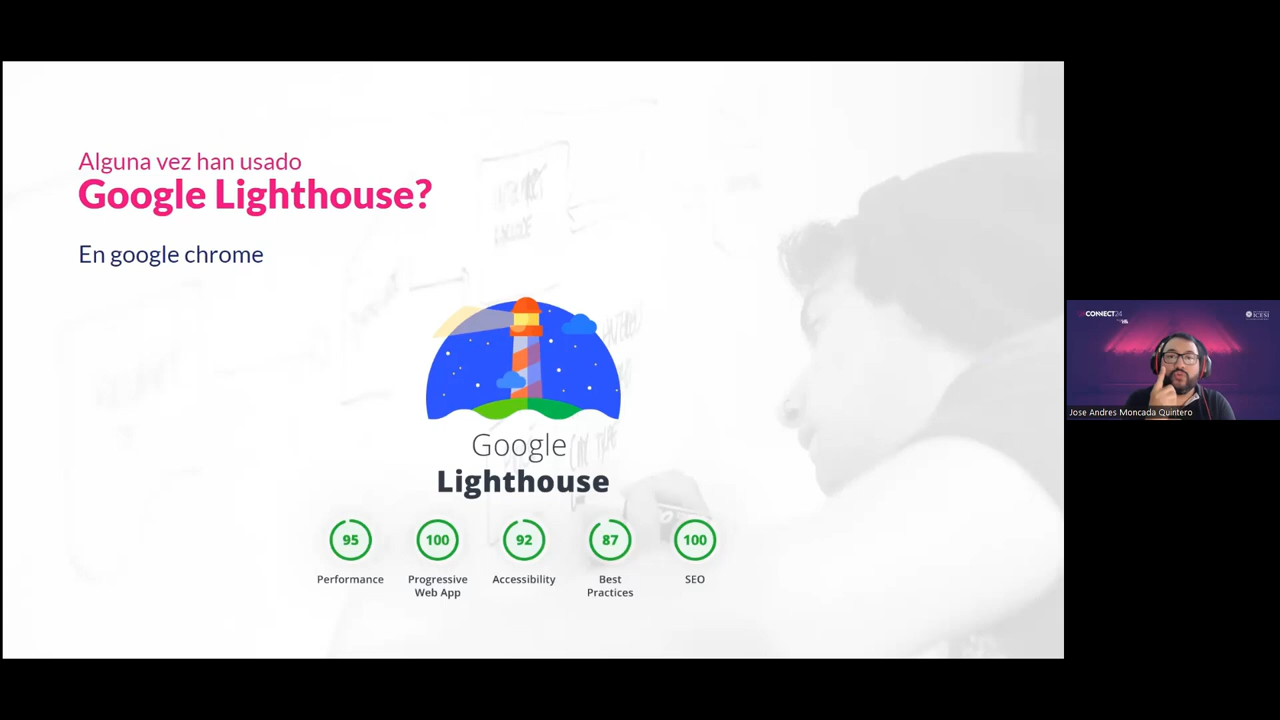 Alguna vez han usado
Google Lighthouse?
En google chrome
Google
Lighthouse
95
100
92
87
100
Performance
Progressive
Web App
Accessibility
Best
Practices
SEO
CONNECT24
ICESI
Jose Andres Moncada Quintero